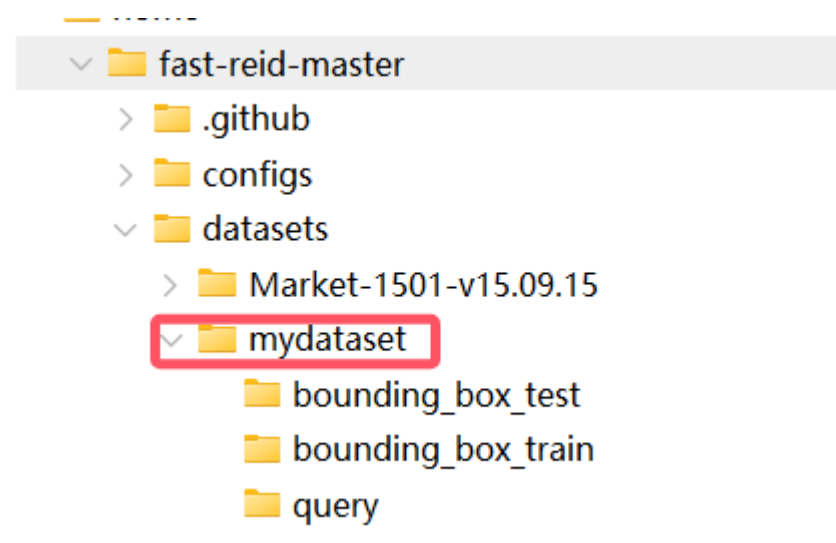 fast-reid-master
.github
configs
datasets
Market-1501-v15.09.15
mydataset
bounding_box_test
bounding_box_train
query